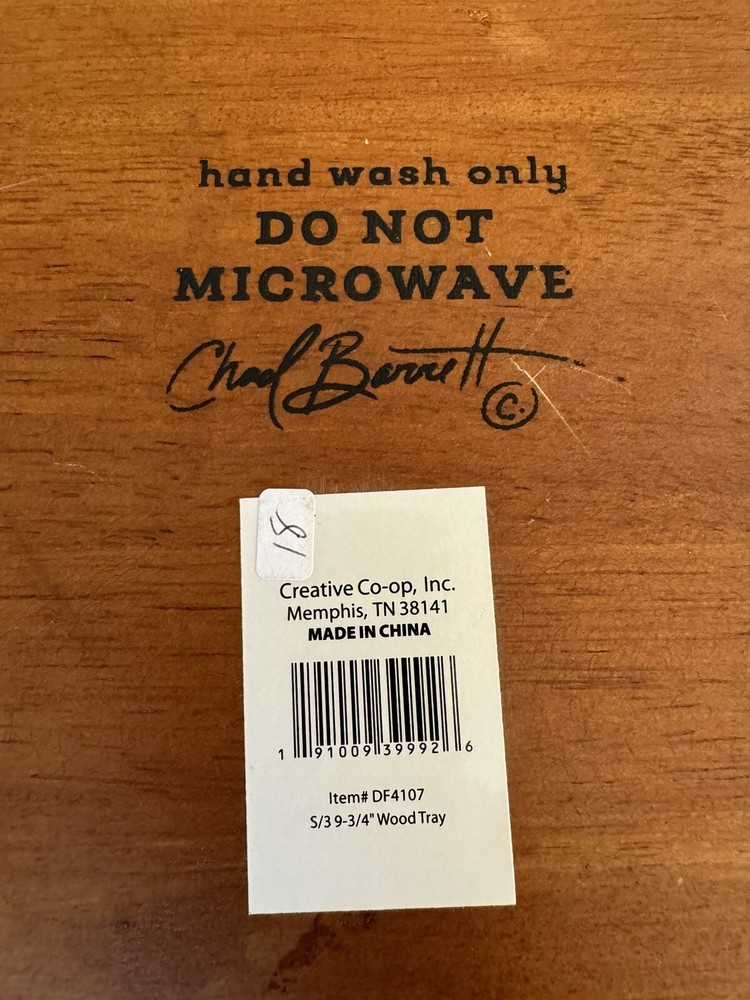 hand wash only
DO NOT
MICROWAVE
Chad Barrett
©
18
Creative Co-op, Inc.
Memphis, TN 38141
MADE IN CHINA
1 91009 39992 6
Item# DF4107
S/3 9-3/4" Wood Tray